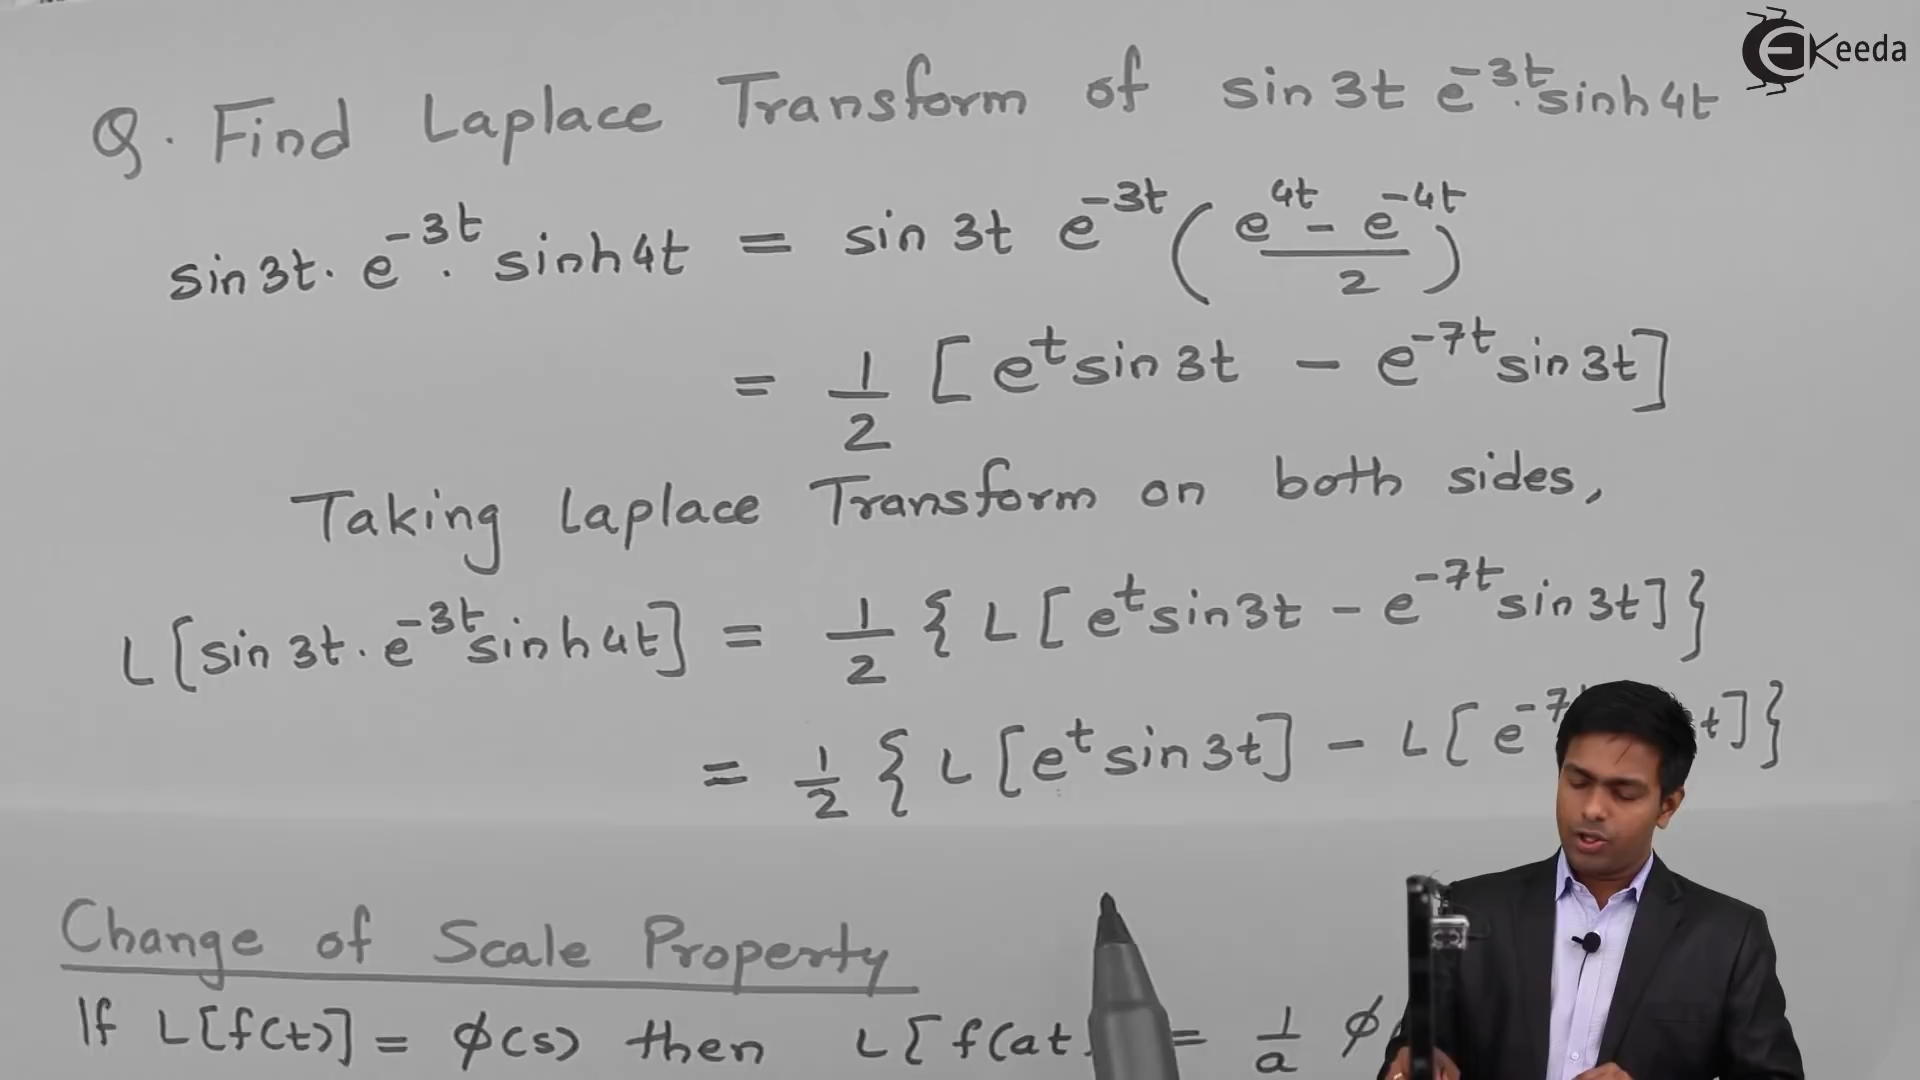 Keeda
Q. Find Laplace Transform of sin 3t e^-3t . sinh 4t
sin 3t . e^-3t . sinh 4t = sin 3t e^-3t ( (e^4t - e^-4t) / 2 )
= 1/2 [ e^t sin 3t - e^-7t sin 3t ]
Taking Laplace Transform on both sides,
L [ sin 3t . e^-3t sinh 4t ] = 1/2 { L [ e^t sin 3t - e^-7t sin 3t ] }
= 1/2 { L [ e^t sin 3t ] - L [ e^-7 t ] }
Change of Scale Property
If L[f(t)] = φ(s) then L[ f(at = 1/a φ